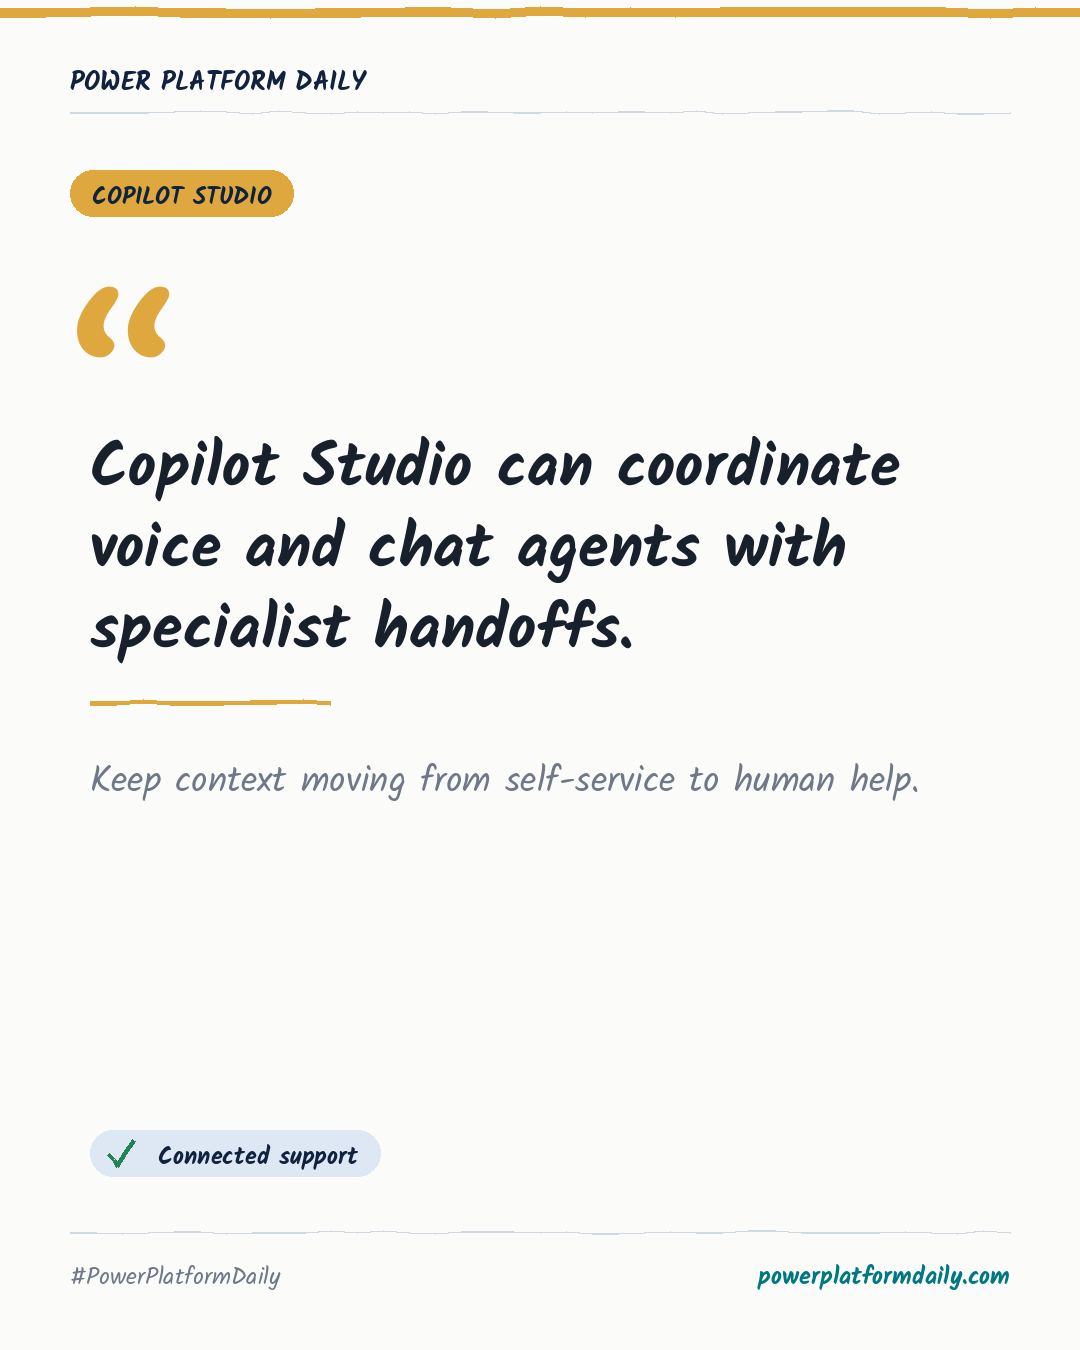 POWER PLATFORM DAILY
COPILOT STUDIO
“
Copilot Studio can coordinate
voice and chat agents with
specialist handoffs.
Keep context moving from self-service to human help.
✓ Connected support
#PowerPlatformDaily
powerplatformdaily.com